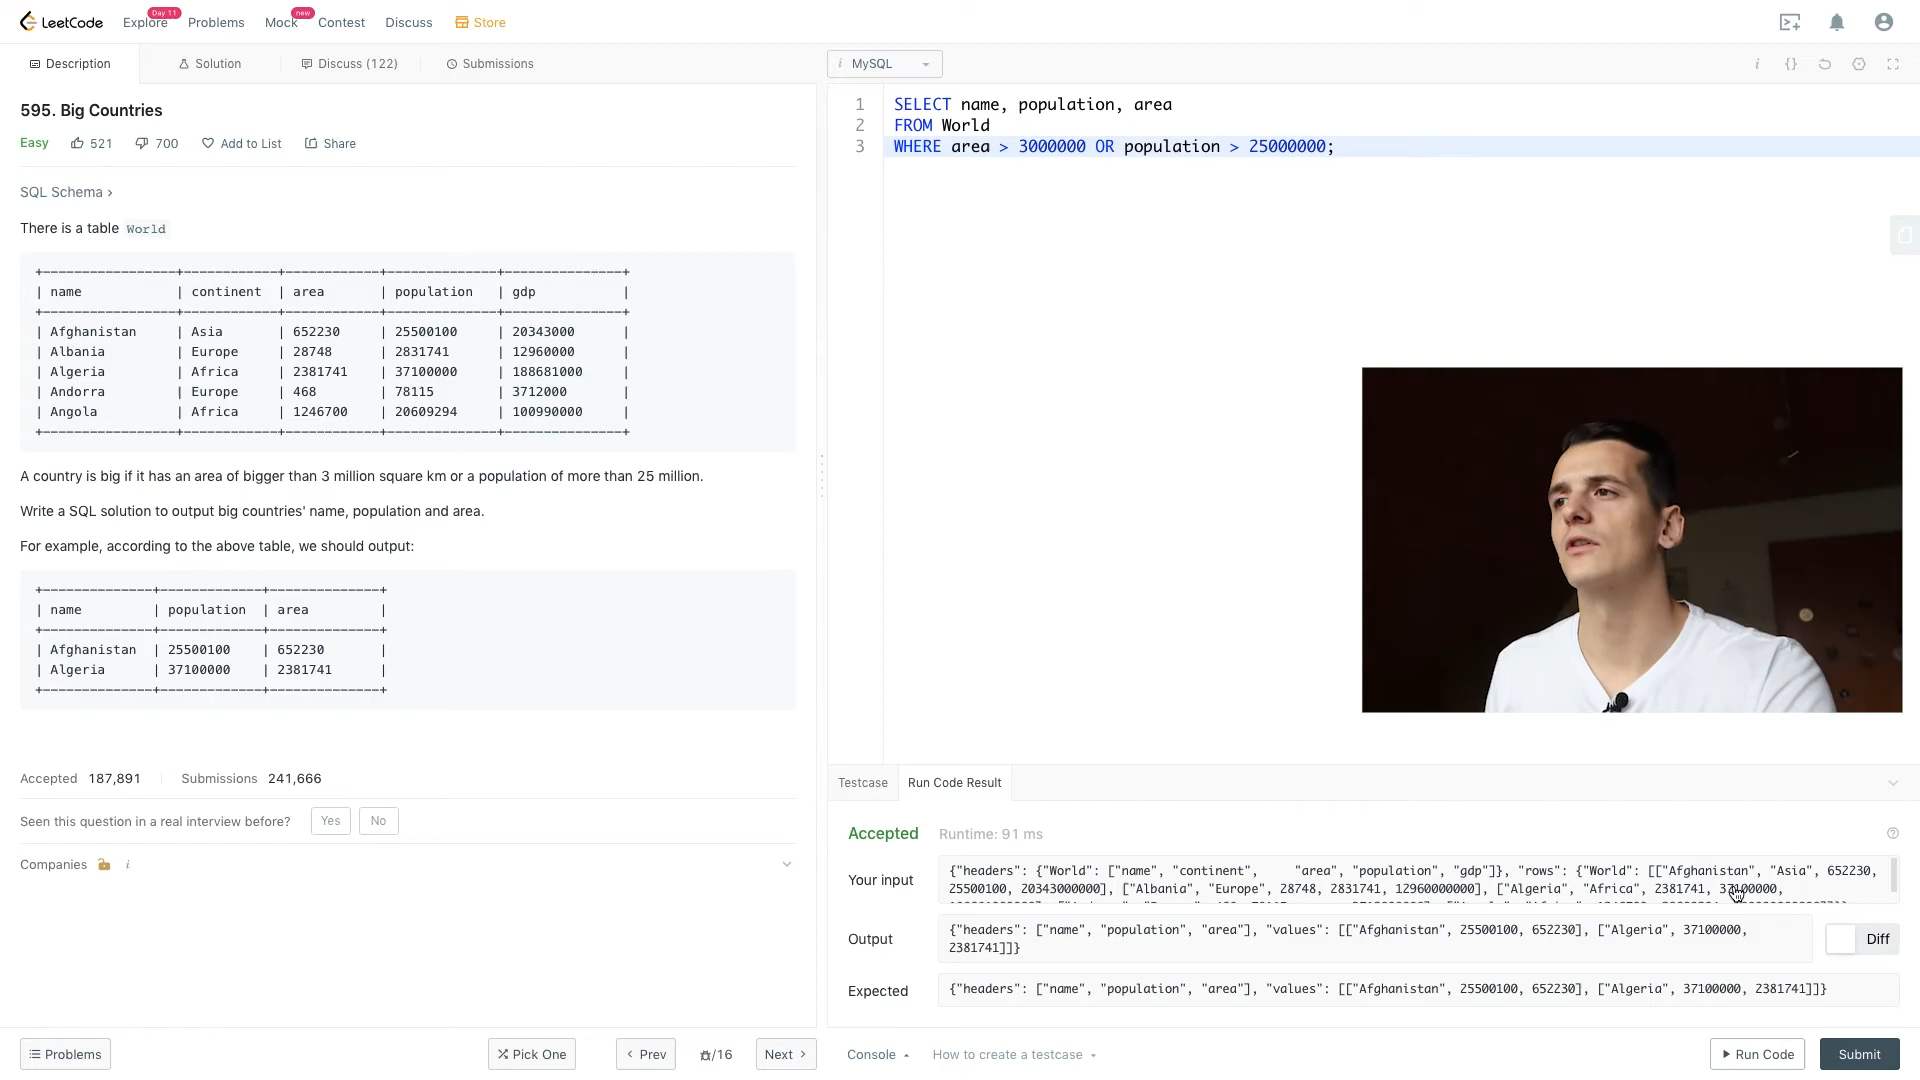 LeetCode
Explore
Day 11
Problems
Mock
new
Contest
Discuss
Store
Description
Solution
Discuss (122)
Submissions
595. Big Countries
Easy
521
700
Add to List
Share
SQL Schema ›
There is a table World
+-----------------+------------+------------+--------------+---------------+
| name            | continent  | area       | population   | gdp           |
+-----------------+------------+------------+--------------+---------------+
| Afghanistan     | Asia       | 652230     | 25500100     | 20343000      |
| Albania         | Europe     | 28748      | 2831741      | 12960000      |
| Algeria         | Africa     | 2381741    | 37100000     | 188681000     |
| Andorra         | Europe     | 468        | 78115        | 3712000       |
| Angola          | Africa     | 1246700    | 20609294     | 100990000     |
+-----------------+------------+------------+--------------+---------------+
A country is big if it has an area of bigger than 3 million square km or a population of more than 25 million.
Write a SQL solution to output big countries' name, population and area.
For example, according to the above table, we should output:
+--------------+-------------+--------------+
| name         | population  | area         |
+--------------+-------------+--------------+
| Afghanistan  | 25500100    | 652230       |
| Algeria      | 37100000    | 2381741      |
+--------------+-------------+--------------+
Accepted 187,891
Submissions 241,666
Seen this question in a real interview before?
Yes
No
Companies
i
Problems
Pick One
Prev
/16
Next
i MySQL
i
{}
1 SELECT name, population, area
2 FROM World
3 WHERE area > 3000000 OR population > 25000000;
Testcase
Run Code Result
Accepted
Runtime: 91 ms
Your input
{"headers": {"World": ["name", "continent",    "area", "population", "gdp"]}, "rows": {"World": [["Afghanistan", "Asia", 652230,
25500100, 20343000000], ["Albania", "Europe", 28748, 2831741, 12960000000], ["Algeria", "Africa", 2381741, 37100000,
Output
{"headers": ["name", "population", "area"], "values": [["Afghanistan", 25500100, 652230], ["Algeria", 37100000,
2381741]]}
Diff
Expected
{"headers": ["name", "population", "area"], "values": [["Afghanistan", 25500100, 652230], ["Algeria", 37100000, 2381741]]}
Console
How to create a testcase
Run Code
Submit